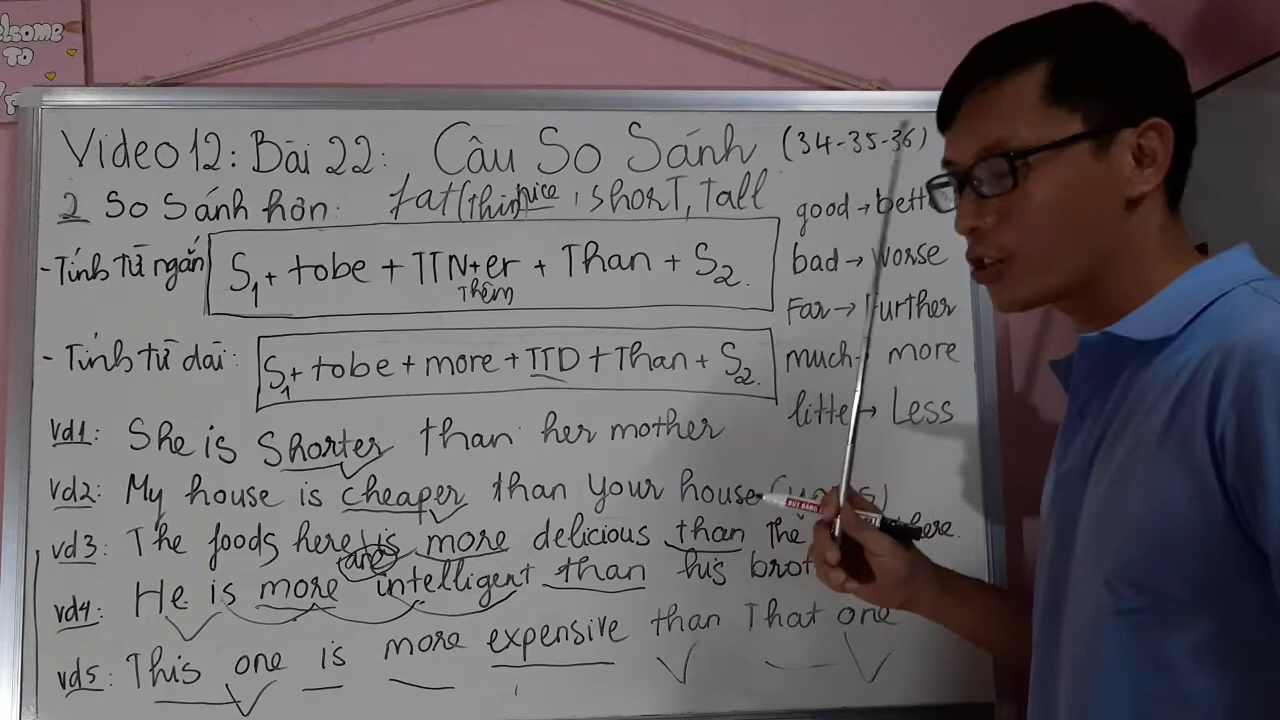 Welcome
TO
Video 12: Bài 22: Câu So Sánh (34-35-36)
2 So Sánh hơn: fat(thin) nice, short, Tall
- Tính từ ngắn S1 + tobe + TTN+er + Than + S2.
Thêm
- Tính từ dài: S1 + tobe + more + TTD + Than + S2.
good → bett
bad → worse
Far → Further
much → more
little → Less
vd1: She is Shorter than her mother
vd2: My house is cheaper than your house
vd3: The foods here is more delicious than The here.
(are)
vd4: He is more intelligent than his brot
vd5: This one is more expensive than That one